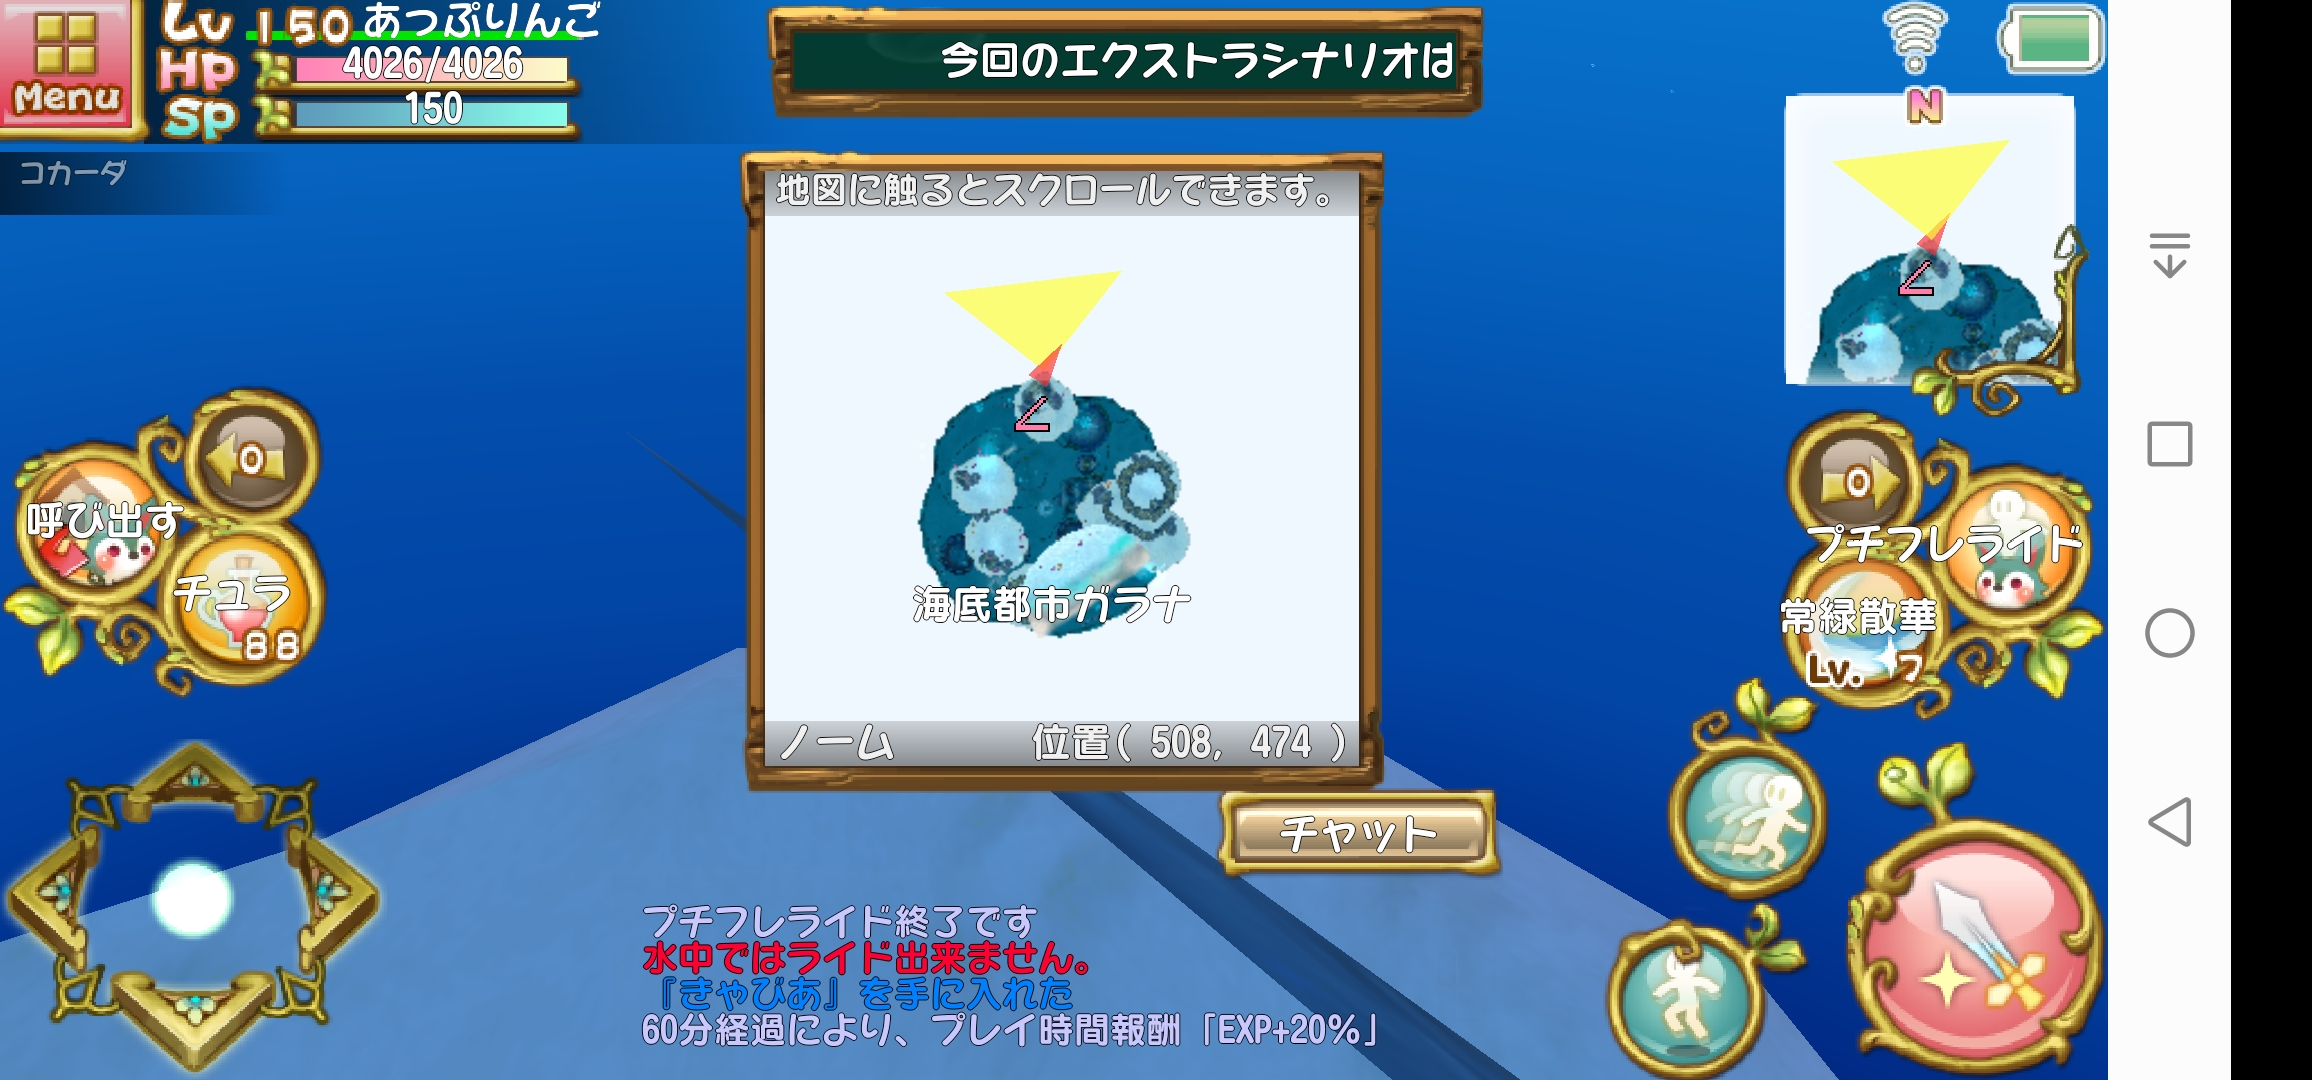 Menu
Lv 150 あっぷりんご
Hp 4026/4026
Sp 150
コカーダ
今回のエクストラシナリオは
N
地図に触るとスクロールできます。
海底都市ガラナ
ノーム 位置( 508, 474 )
0
呼び出す
チュラ
88
0
プチフレライド
常緑散華
Lv. 7
チャット
プチフレライド終了です
水中ではライド出来ません。
『きゃびあ』を手に入れた
60分経過により、プレイ時間報酬「EXP+20%」